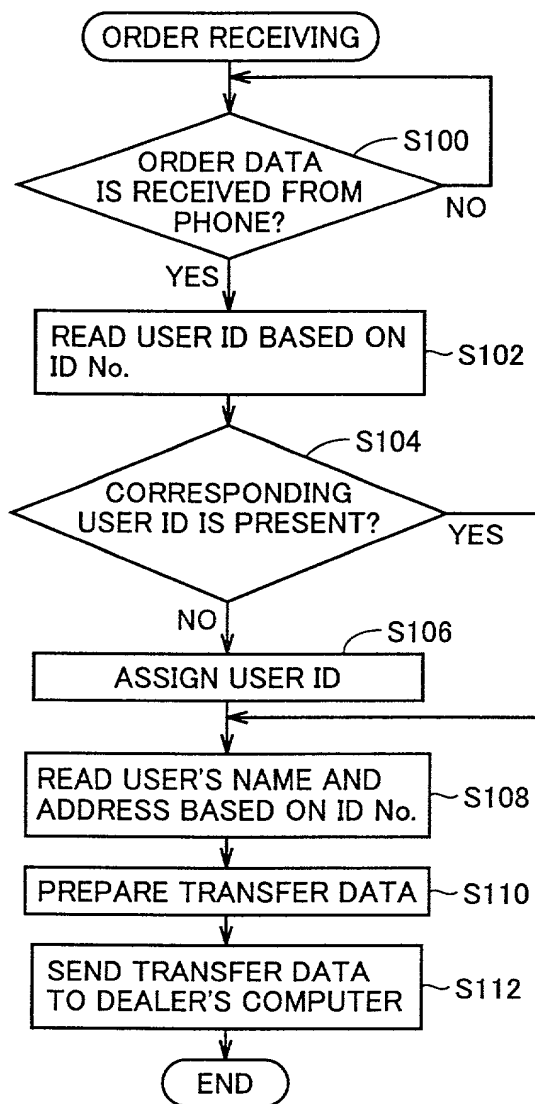 ORDER RECEIVING
S100
ORDER DATA
IS RECEIVED FROM
PHONE?
NO
YES
READ USER ID BASED ON
ID No.
S102
S104
CORRESPONDING
USER ID IS PRESENT?
YES
NO
S106
ASSIGN USER ID
READ USER'S NAME AND
ADDRESS BASED ON ID No.
S108
PREPARE TRANSFER DATA
S110
SEND TRANSFER DATA
TO DEALER'S COMPUTER
S112
END